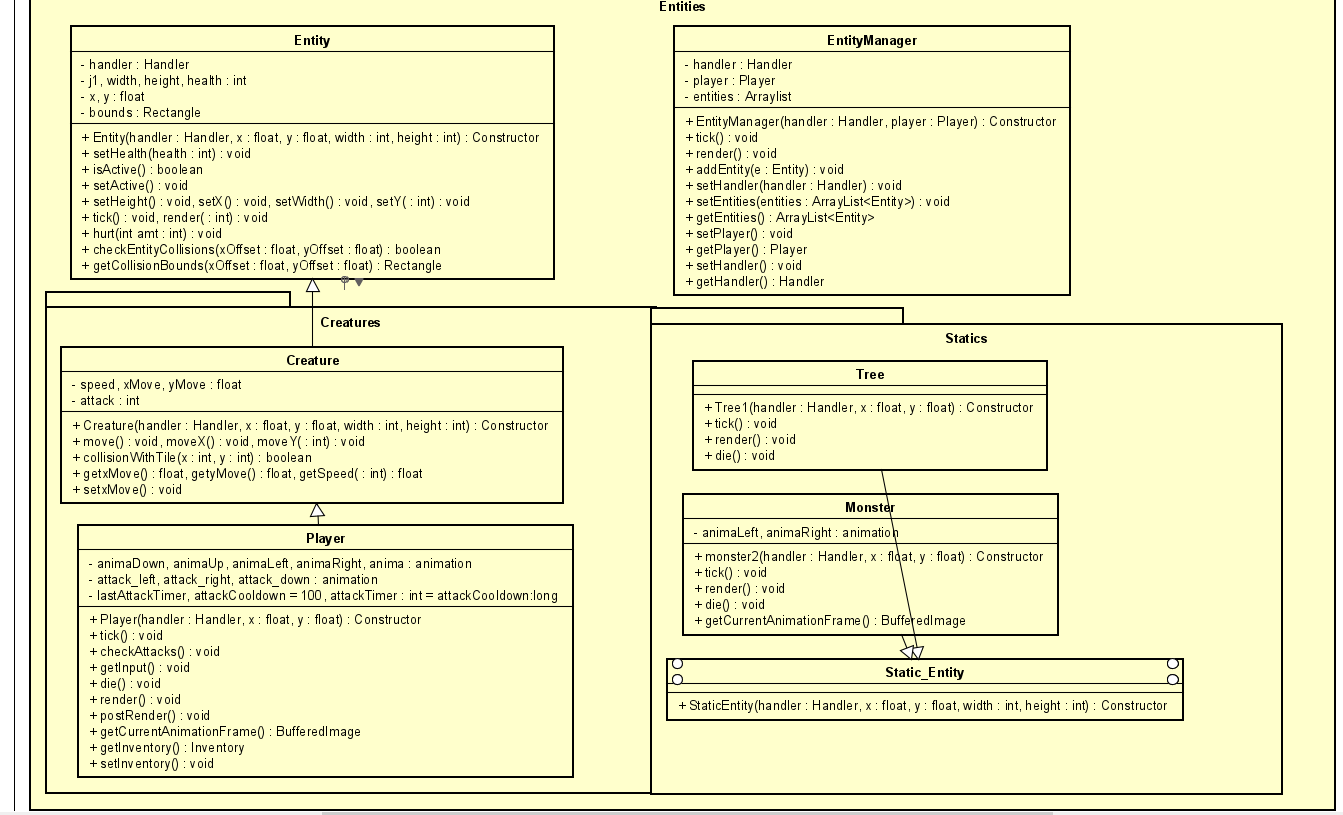 Entities
Entity
- handler : Handler
- j1, width, height, health : int
- x, y : float
- bounds : Rectangle
+ Entity(handler : Handler, x : float, y : float, width : int, height : int) : Constructor
+ setHealth(health : int) : void
+ isActive() : boolean
+ setActive() : void
+ setHeight() : void, setX() : void, setWidth() : void, setY( : int) : void
+ tick() : void, render( : int) : void
+ hurt(int amt : int) : void
+ checkEntityCollisions(xOffset : float, yOffset : float) : boolean
+ getCollisionBounds(xOffset : float, yOffset : float) : Rectangle
EntityManager
- handler : Handler
- player : Player
- entities : Arraylist
+ EntityManager(handler : Handler, player : Player) : Constructor
+ tick() : void
+ render() : void
+ addEntity(e : Entity) : void
+ setHandler(handler : Handler) : void
+ setEntities(entities : ArrayList<Entity>) : void
+ getEntities() : ArrayList<Entity>
+ setPlayer() : void
+ getPlayer() : Player
+ setHandler() : void
+ getHandler() : Handler
Creatures
Creature
- speed, xMove, yMove : float
- attack : int
+ Creature(handler : Handler, x : float, y : float, width : int, height : int) : Constructor
+ move() : void, moveX() : void, moveY( : int) : void
+ collisionWithTile(x : int, y : int) : boolean
+ getxMove() : float, getyMove() : float, getSpeed( : int) : float
+ setxMove() : void
Player
- animaDown, animaUp, animaLeft, animaRight, anima : animation
- attack_left, attack_right, attack_down : animation
- lastAttackTimer, attackCooldown = 100, attackTimer : int = attackCooldown:long
+ Player(handler : Handler, x : float, y : float) : Constructor
+ tick() : void
+ checkAttacks() : void
+ getInput() : void
+ die() : void
+ render() : void
+ postRender() : void
+ getCurrentAnimationFrame() : BufferedImage
+ getInventory() : Inventory
+ setInventory() : void
Statics
Tree
+ Tree1(handler : Handler, x : float, y : float) : Constructor
+ tick() : void
+ render() : void
+ die() : void
Monster
- animaLeft, animaRight : animation
+ monster2(handler : Handler, x : float, y : float) : Constructor
+ tick() : void
+ render() : void
+ die() : void
+ getCurrentAnimationFrame() : BufferedImage
Static_Entity
+ StaticEntity(handler : Handler, x : float, y : float, width : int, height : int) : Constructor